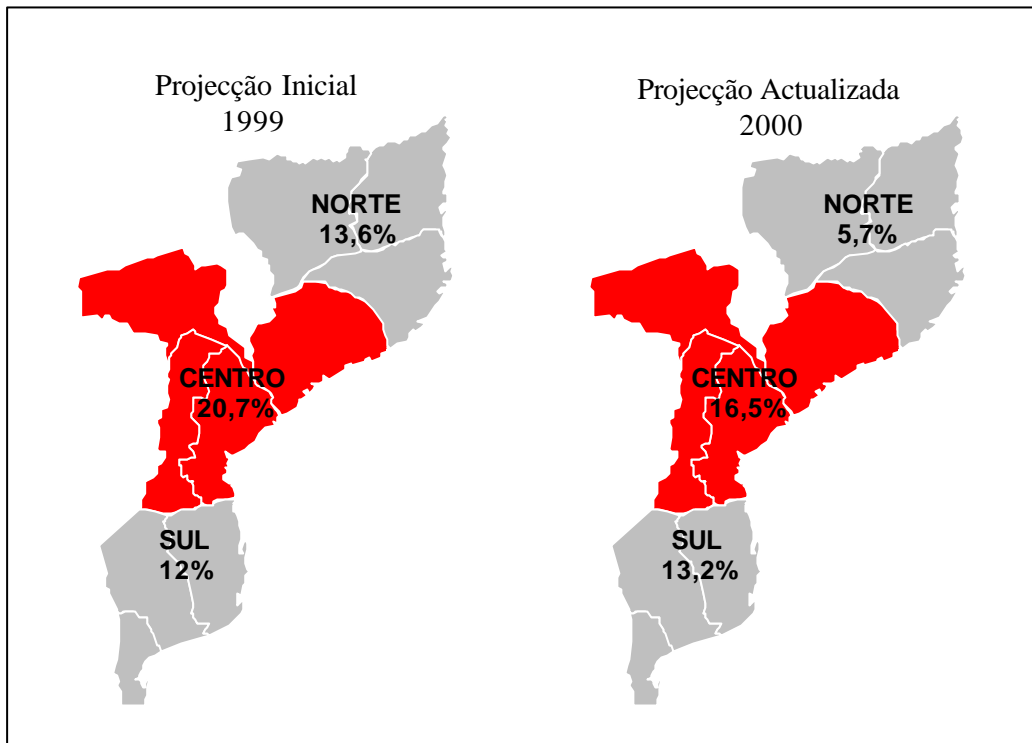 Projecção Inicial
1999
NORTE
13,6%
CENTRO
20,7%
SUL
12%
Projecção Actualizada
2000
NORTE
5,7%
CENTRO
16,5%
SUL
13,2%